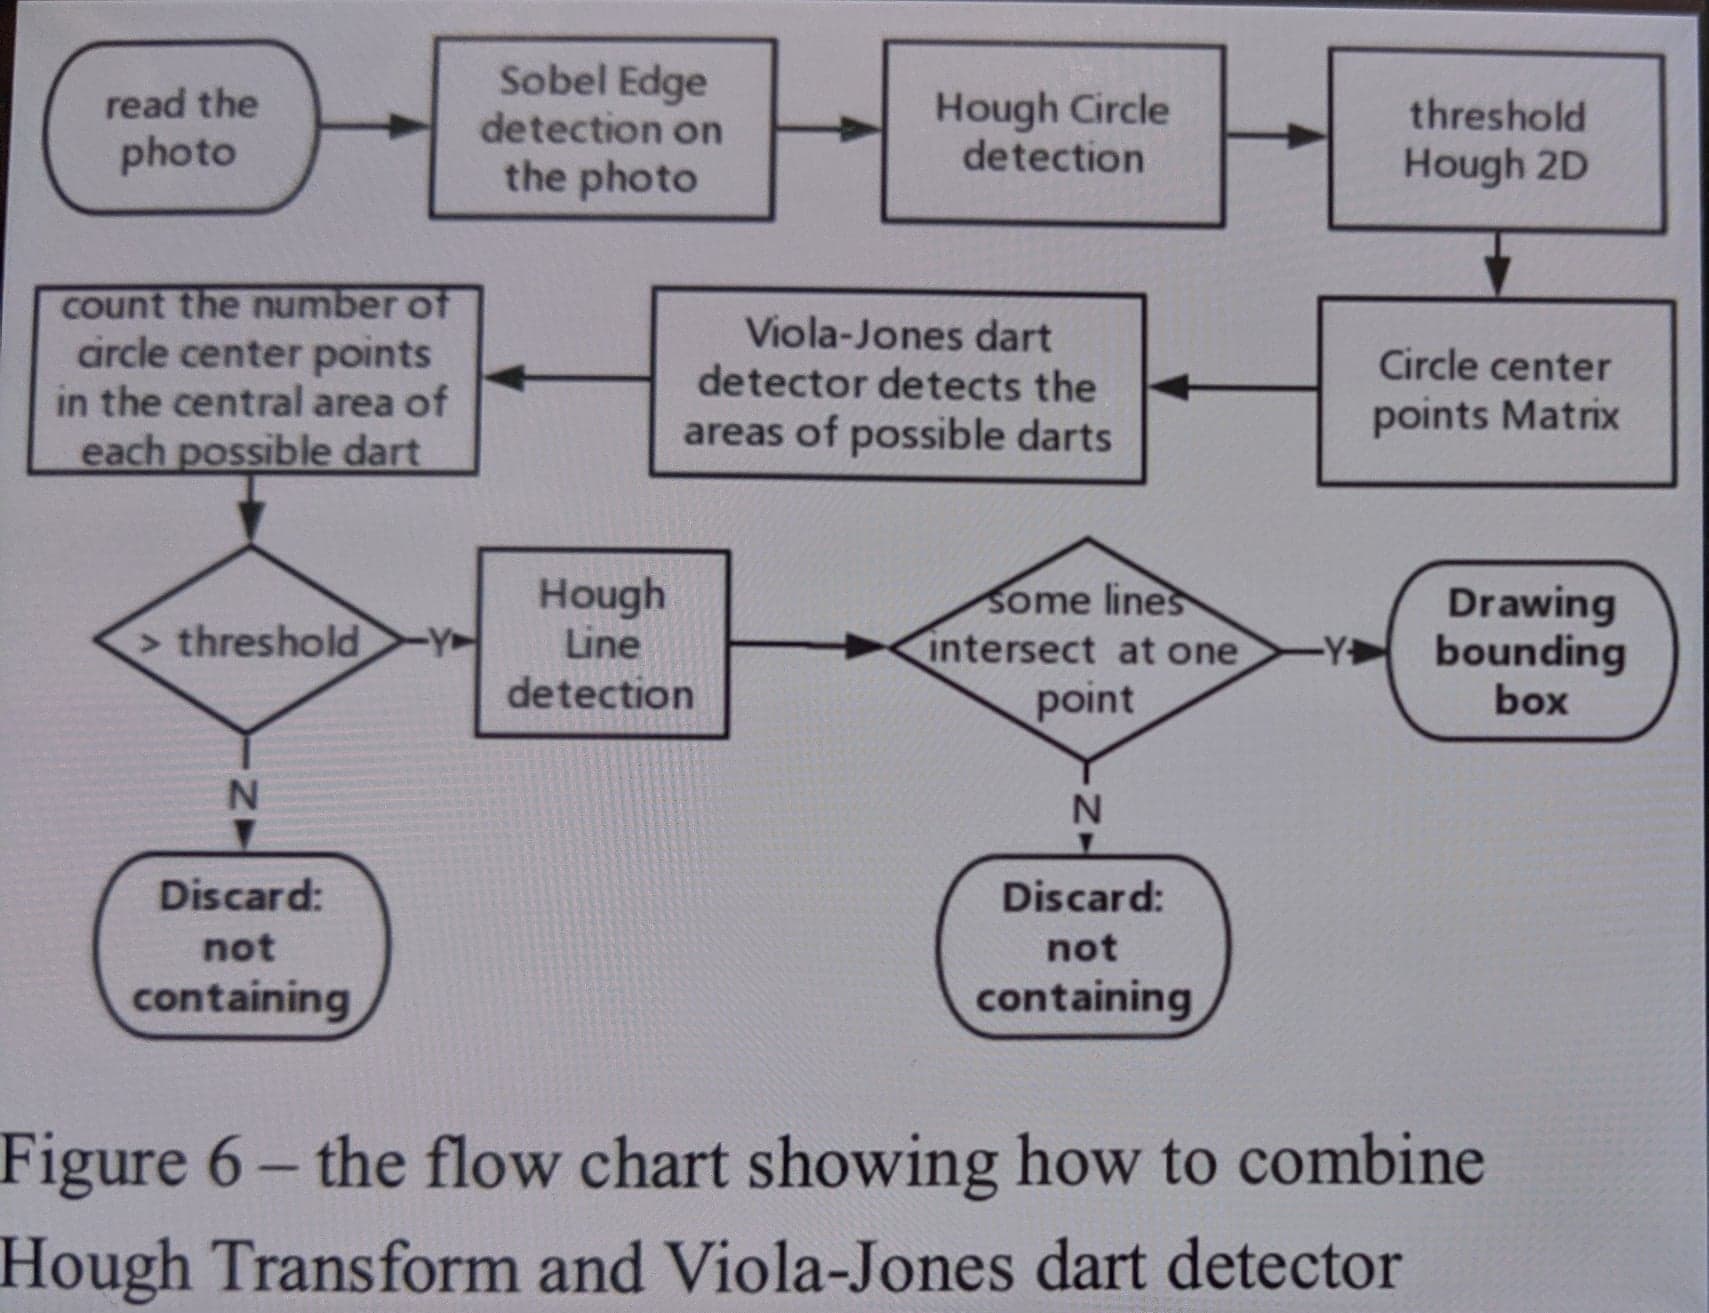 read the
photo
Sobel Edge
detection on
the photo
Hough Circle
detection
threshold
Hough 2D
count the number of
circle center points
in the central area of
each possible dart
Viola-Jones dart
detector detects the
areas of possible darts
Circle center
points Matrix
> threshold
Y
Hough
Line
detection
some lines
intersect at one
point
Y
Drawing
bounding
box
N
N
Discard:
not
containing
Discard:
not
containing
Figure 6 – the flow chart showing how to combine
Hough Transform and Viola-Jones dart detector